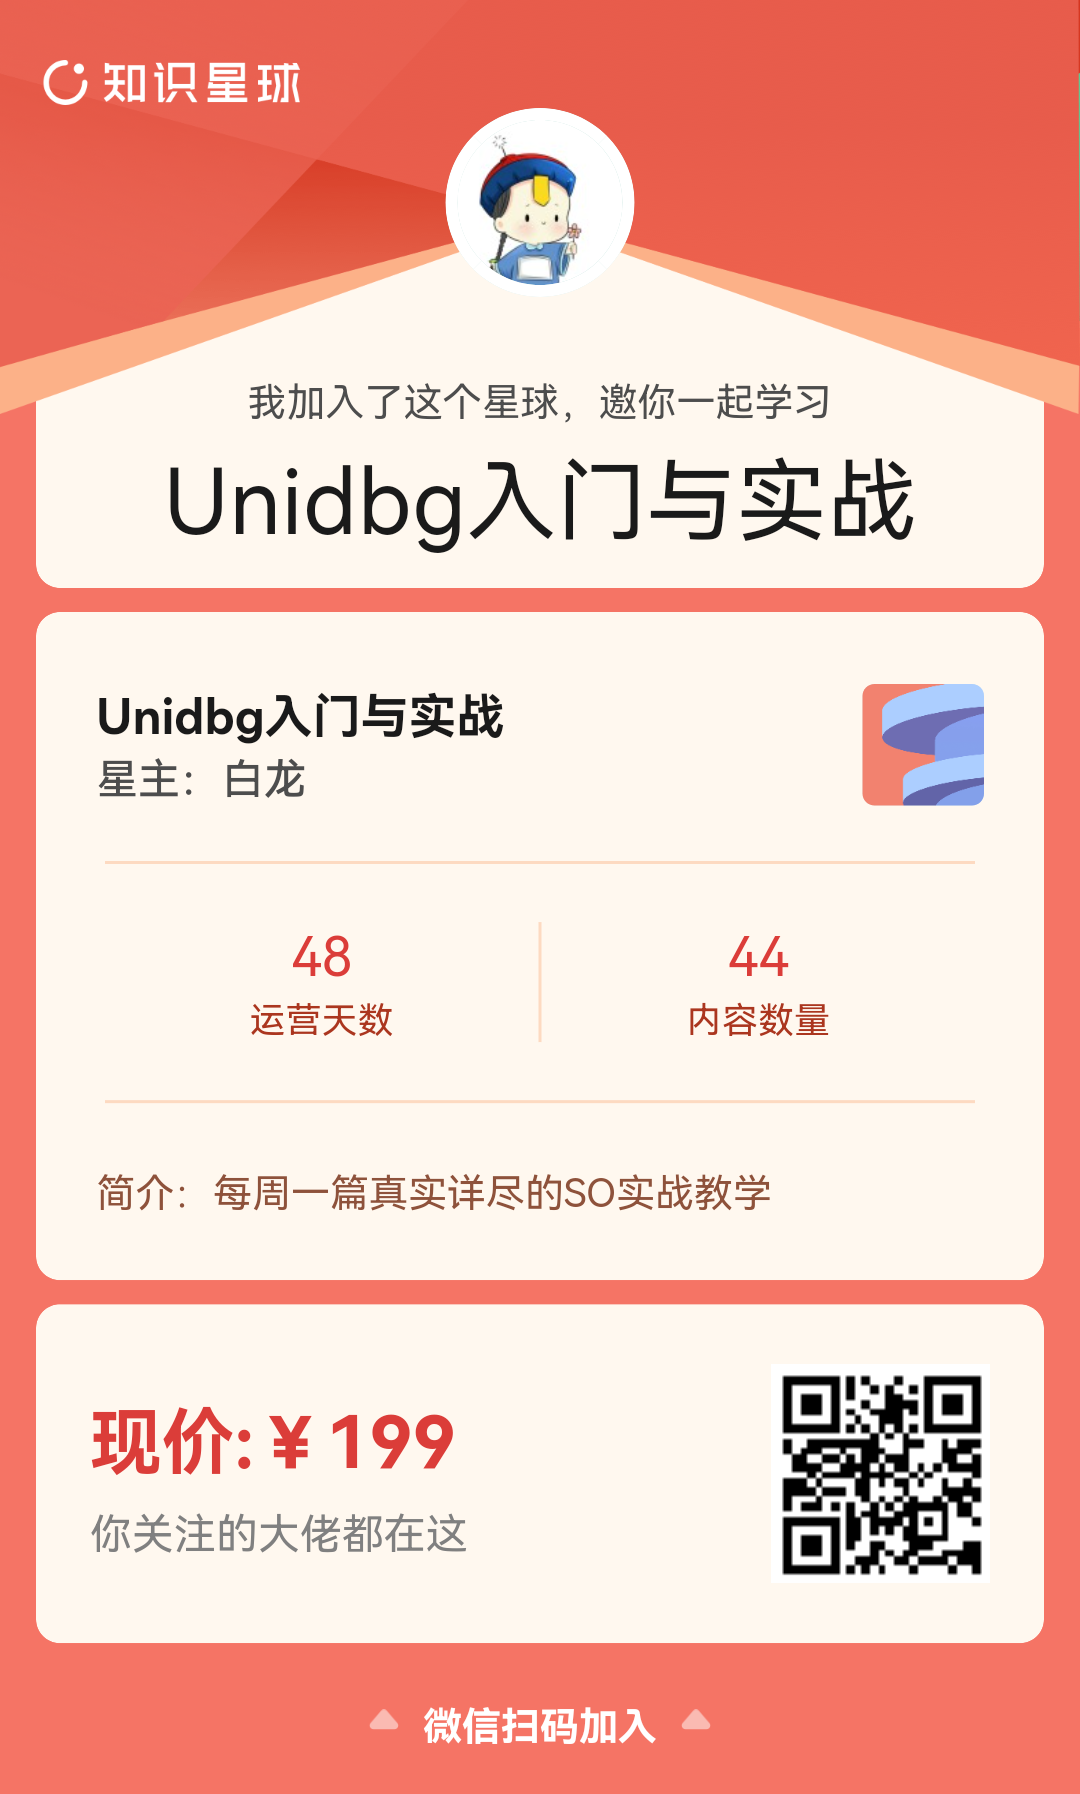 知识星球
我加入了这个星球，邀你一起学习
Unidbg入门与实战
Unidbg入门与实战
星主：白龙
48
运营天数
44
内容数量
简介：每周一篇真实详尽的SO实战教学
现价:¥199
你关注的大佬都在这
微信扫码加入